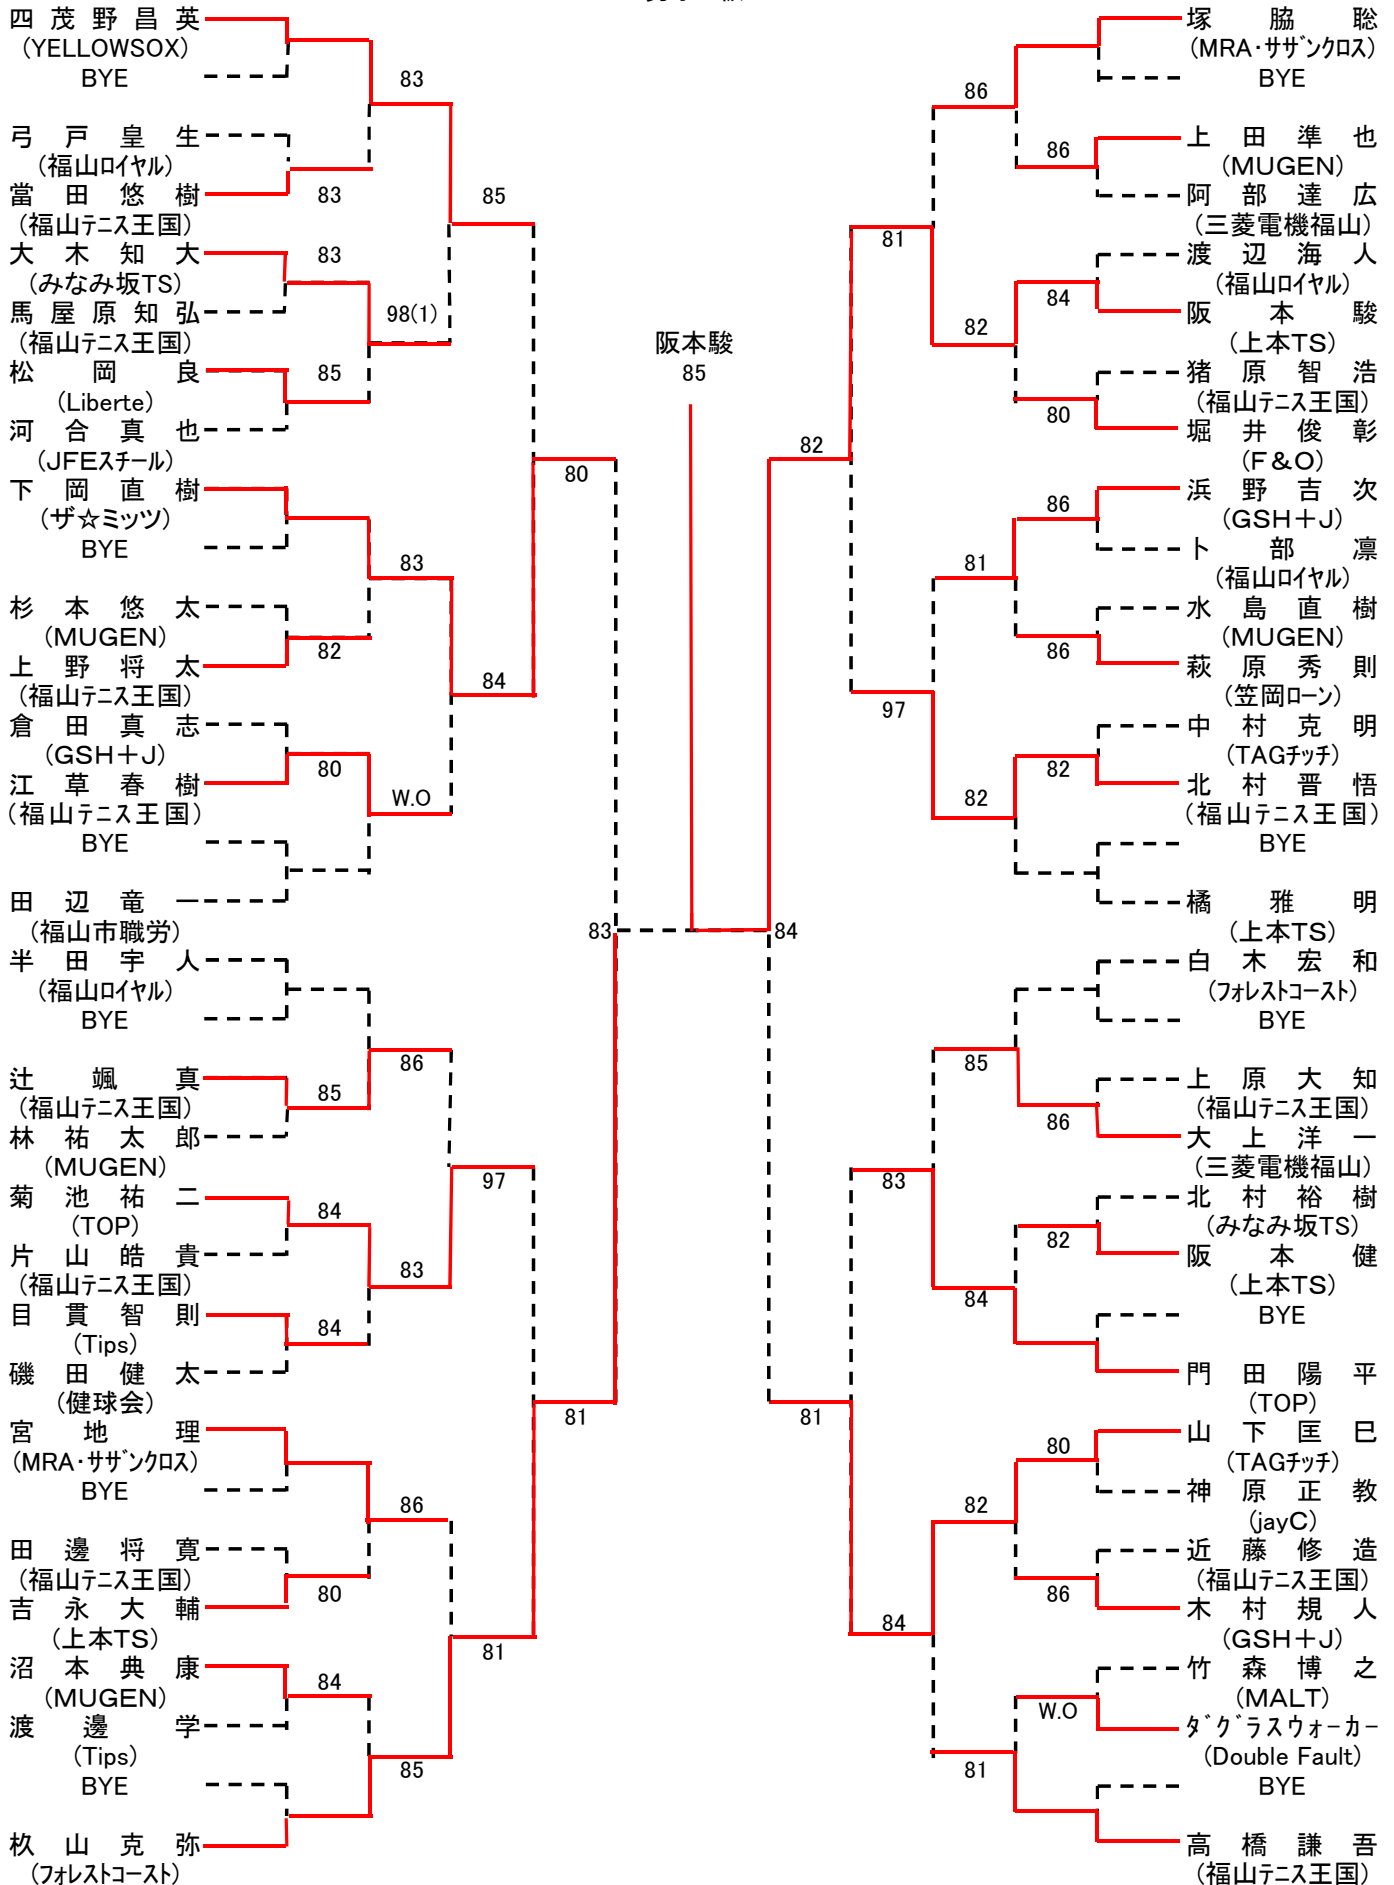 四茂野昌英
(YELLOWSOX)
BYE
弓戸皇生
(福山ロイヤル)
當田悠樹
(福山テニス王国)
大木知大
(みなみ坂TS)
馬屋原知弘
(福山テニス王国)
松岡良
(Liberte)
河合真也
(JFEスチール)
下岡直樹
(ザ☆ミッツ)
BYE
杉本悠太
(MUGEN)
上野将太
(福山テニス王国)
倉田真志
(GSH+J)
江草春樹
(福山テニス王国)
BYE
田辺竜一
(福山市職労)
半田宇人
(福山ロイヤル)
BYE
辻颯真
(福山テニス王国)
林祐太郎
(MUGEN)
菊池祐二
(TOP)
片山皓貴
(福山テニス王国)
目貫智則
(Tips)
磯田健太
(健球会)
宮地理
(MRA・サザンクロス)
BYE
田邊将寛
(福山テニス王国)
吉永大輔
(上本TS)
沼本典康
(MUGEN)
渡邊学
(Tips)
BYE
杁山克弥
(フォレストコースト)
83
83
83
85
82
80
85
84
84
80
84
83
98(1)
83
W.O
86
83
86
85
85
84
97
81
80
81
83
阪本駿
85
84
82
81
81
97
83
84
86
82
81
82
85
84
82
81
86
84
80
86
86
82
86
82
80
86
W.O
塚脇聡
(MRA・サザンクロス)
BYE
上田準也
(MUGEN)
阿部達広
(三菱電機福山)
渡辺海人
(福山ロイヤル)
阪本駿
(上本TS)
猪原智浩
(福山テニス王国)
堀井俊彰
(F&O)
浜野吉次
(GSH+J)
卜部凛
(福山ロイヤル)
水島直樹
(MUGEN)
萩原秀則
(笠岡ローン)
中村克明
(TAGチッチ)
北村晋悟
(福山テニス王国)
BYE
橘雅明
(上本TS)
白木宏和
(フォレストコースト)
BYE
上原大知
(福山テニス王国)
大上洋一
(三菱電機福山)
北村裕樹
(みなみ坂TS)
阪本健
(上本TS)
BYE
門田陽平
(TOP)
山下匡巳
(TAGチッチ)
神原正教
(jayC)
近藤修造
(福山テニス王国)
木村規人
(GSH+J)
竹森博之
(MALT)
ダグラスウォーカー
(Double Fault)
BYE
高橋謙吾
(福山テニス王国)